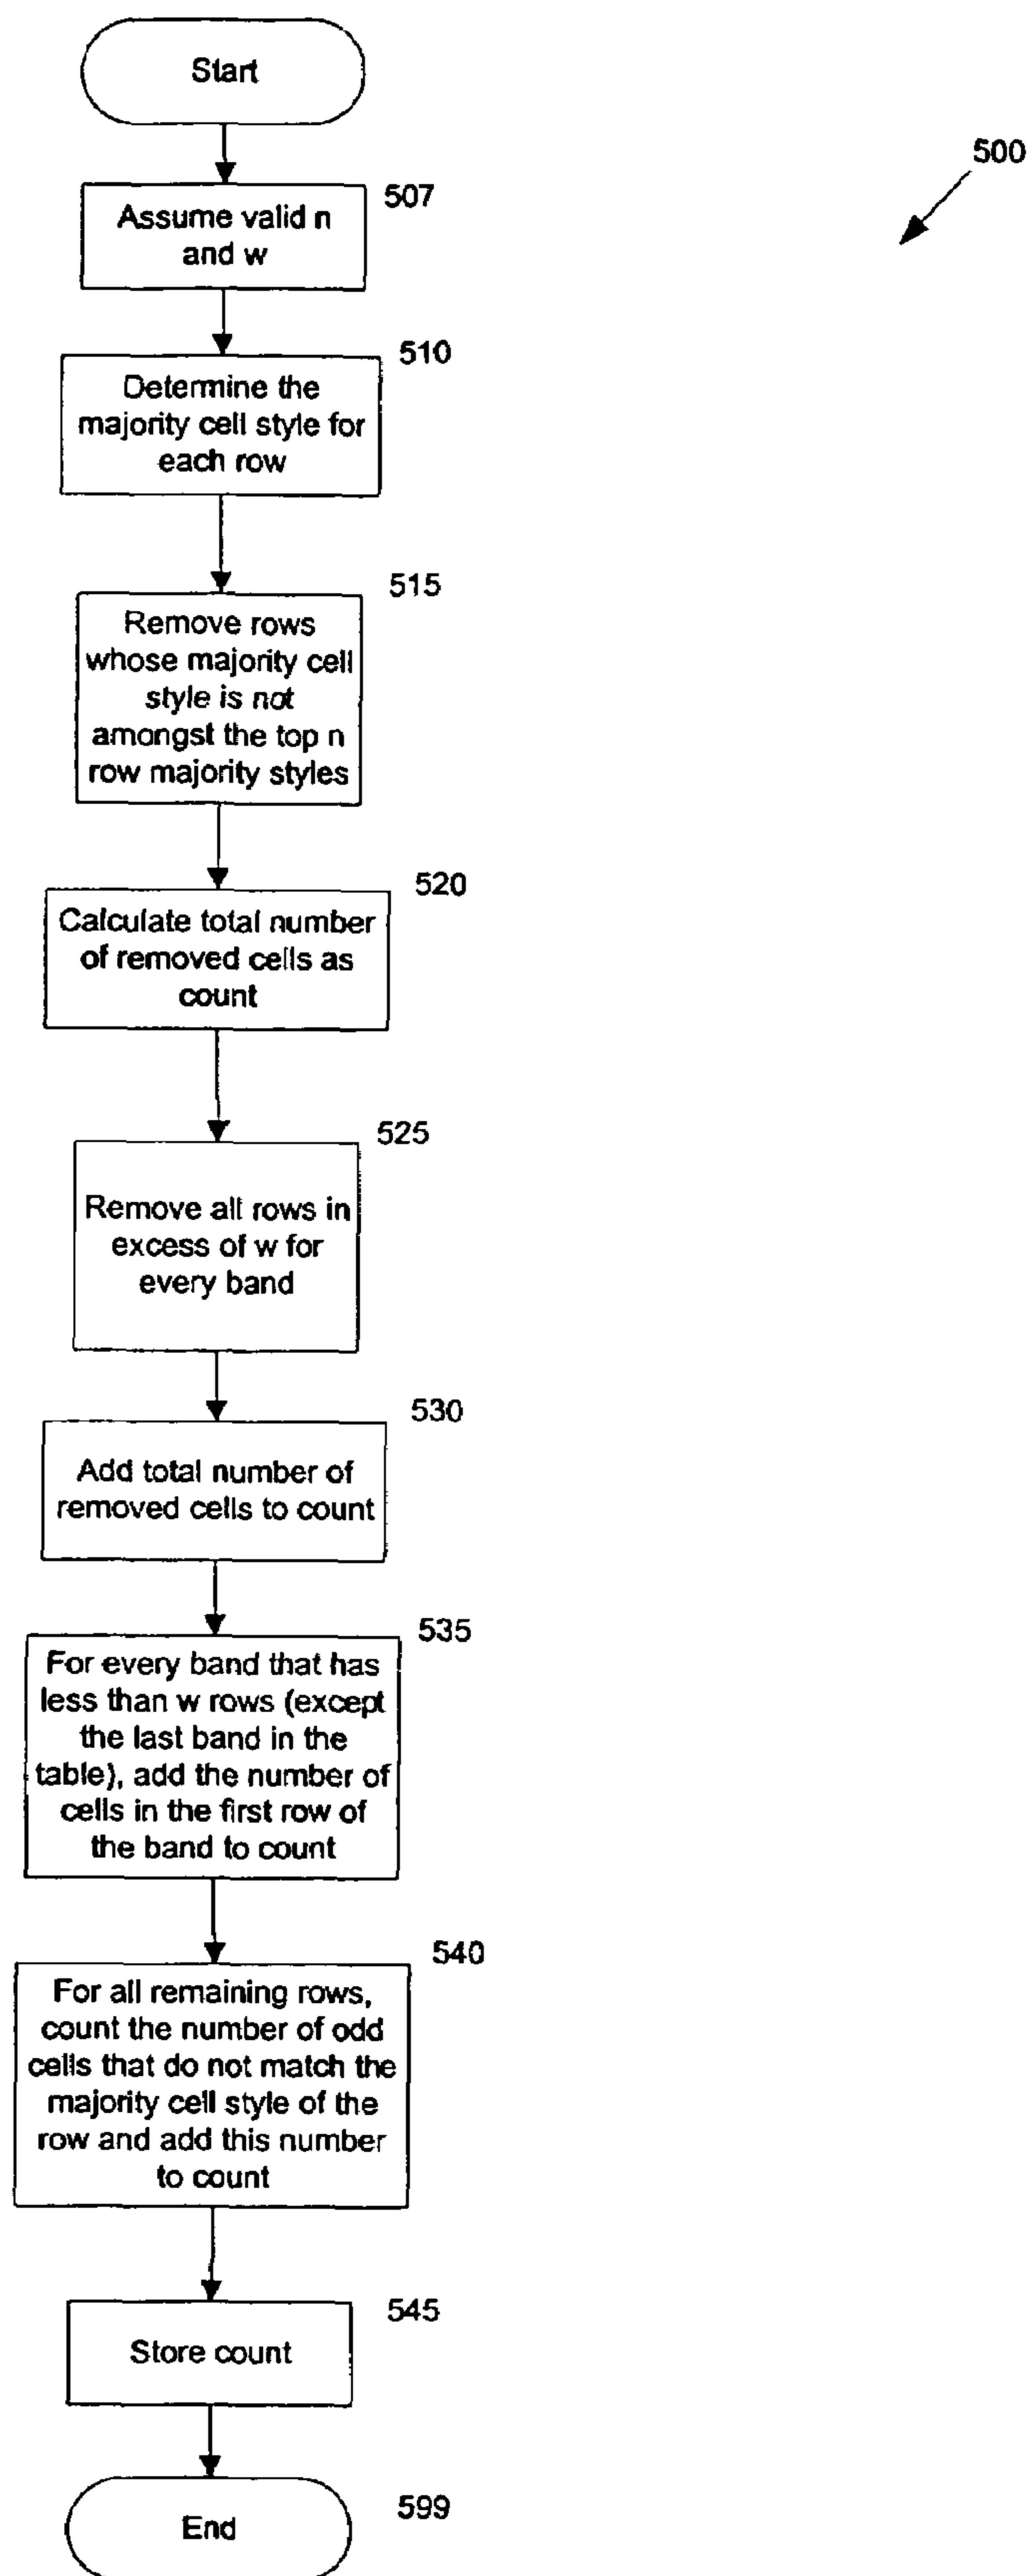 Start
500
507
Assume valid n
and w
510
Determine the
majority cell style for
each row
515
Remove rows
whose majority cell
style is not
amongst the top n
row majority styles
520
Calculate total number
of removed cells as
count
525
Remove all rows in
excess of w for
every band
530
Add total number of
removed cells to count
535
For every band that has
less than w rows (except
the last band in the
table), add the number of
cells in the first row of
the band to count
540
For all remaining rows,
count the number of odd
cells that do not match the
majority cell style of the
row and add this number
to count
545
Store count
End
599